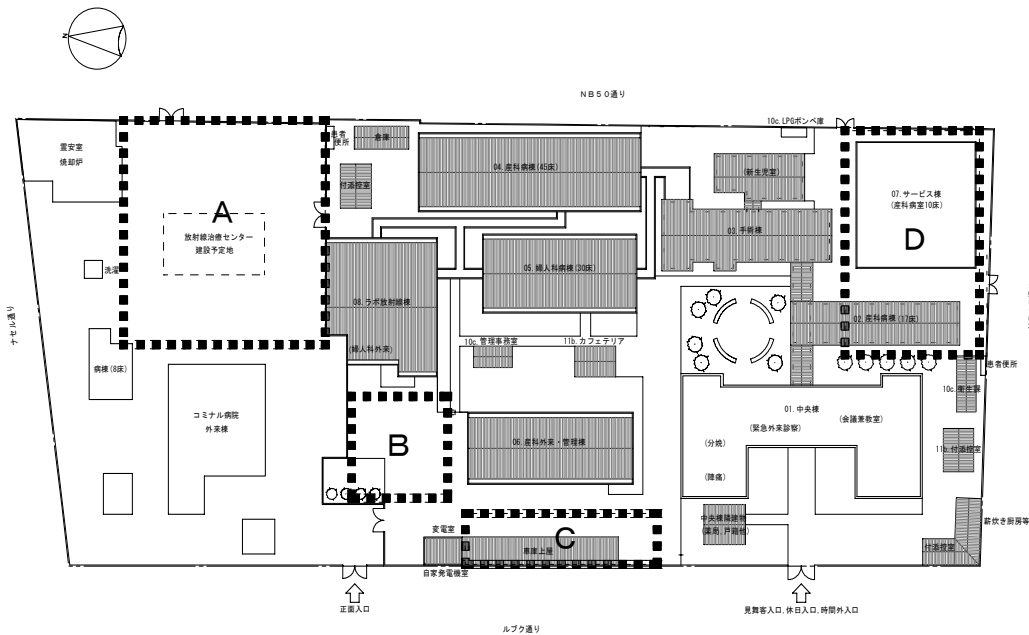 N
NB50通り
10c. LPGボンベ庫
霊安室
焼却炉
患者
便所
倉庫
付添控室
04. 産科病棟(45床)
(新生児室)
07. サービス棟
(産科病室10床)
A
放射線治療センター
建設予定地
03. 手術棟
D
洗濯
05. 婦人科病棟(30床)
08. ラボ放射線棟
02. 産科病棟(17床)
ナセル通り
(婦人科外来)
10c. 管理事務室
11b. カフェテリア
病棟(8床)
患者便所
10c. 衛生課
コミナル病院
外来棟
01. 中央棟
(会議兼教室)
(緊急外来診察)
B
06. 産科外来・管理棟
(分娩)
11b. 付添控室
(陣痛)
中央棟隣建物
(薬局、戸籍他)
薪炊き厨房等
変電室
C
車庫上屋
付添控室
自家発電機室
正面入口
見舞客入口、休日入口、時間外入口
ルブク通り